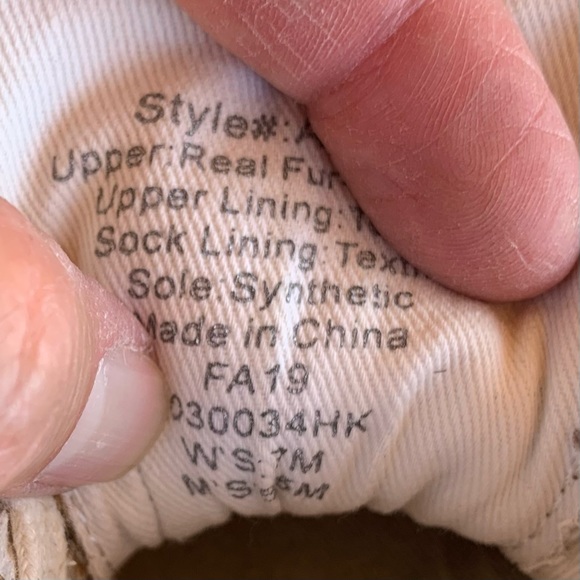 Style#:
Upper:Real Fur
Upper Lining:
Sock Lining:
Sole:Synthetic
Made in China
FA19
030034HK
W'S:7M
M'S: